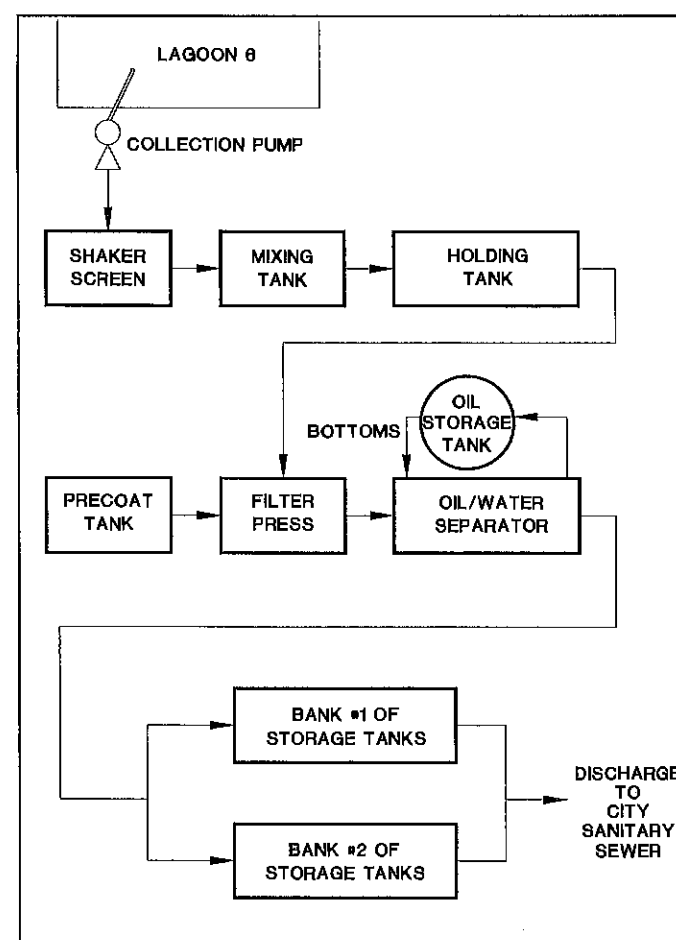 LAGOON 6
COLLECTION PUMP
SHAKER
SCREEN
MIXING
TANK
HOLDING
TANK
OIL
STORAGE
TANK
BOTTOMS
PRECOAT
TANK
FILTER
PRESS
OIL/WATER
SEPARATOR
BANK #1 OF
STORAGE TANKS
DISCHARGE
TO
CITY
SANITARY
SEWER
BANK #2 OF
STORAGE TANKS